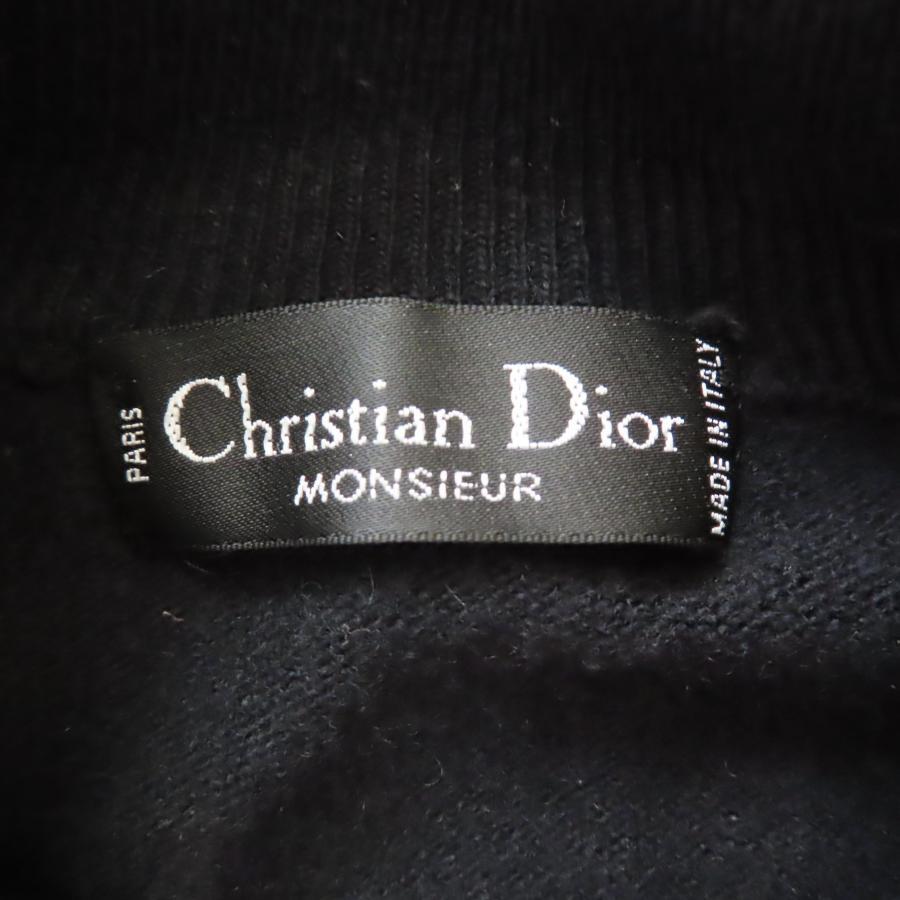 PARIS
Christian Dior
MONSIEUR
MADE IN ITALY